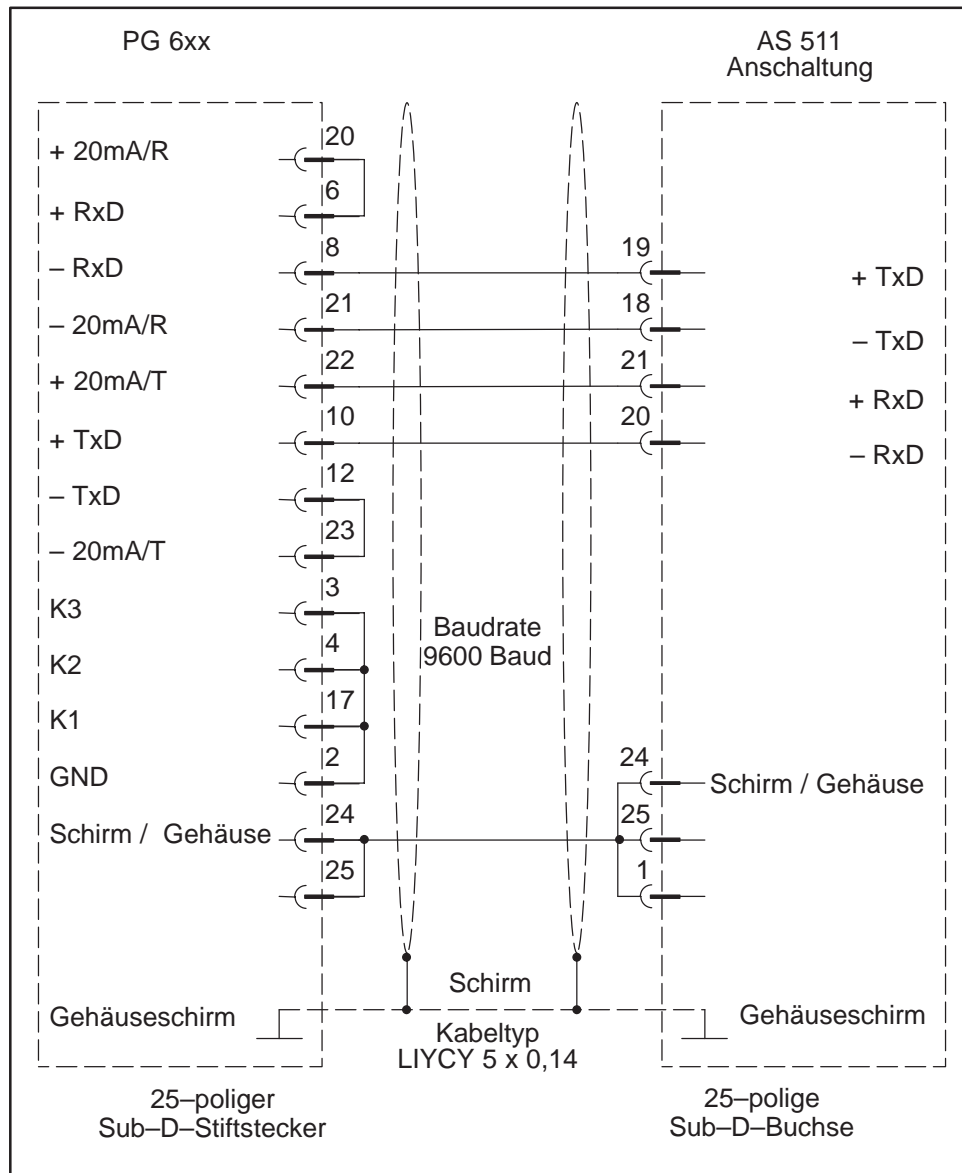 PG 6xx
AS 511
Anschaltung
20
+ 20mA/R
6
+ RxD
8
– RxD
19
+ TxD
21
– 20mA/R
18
– TxD
22
+ 20mA/T
21
+ RxD
10
+ TxD
20
– RxD
12
– TxD
23
– 20mA/T
3
K3
4
K2
17
K1
2
GND
Baudrate
9600 Baud
24
Schirm / Gehäuse
24
Schirm / Gehäuse
25
25
1
Schirm
Gehäuseschirm
Gehäuseschirm
Kabeltyp
LIYCY 5 x 0,14
25–poliger
Sub–D–Stiftstecker
25–polige
Sub–D–Buchse